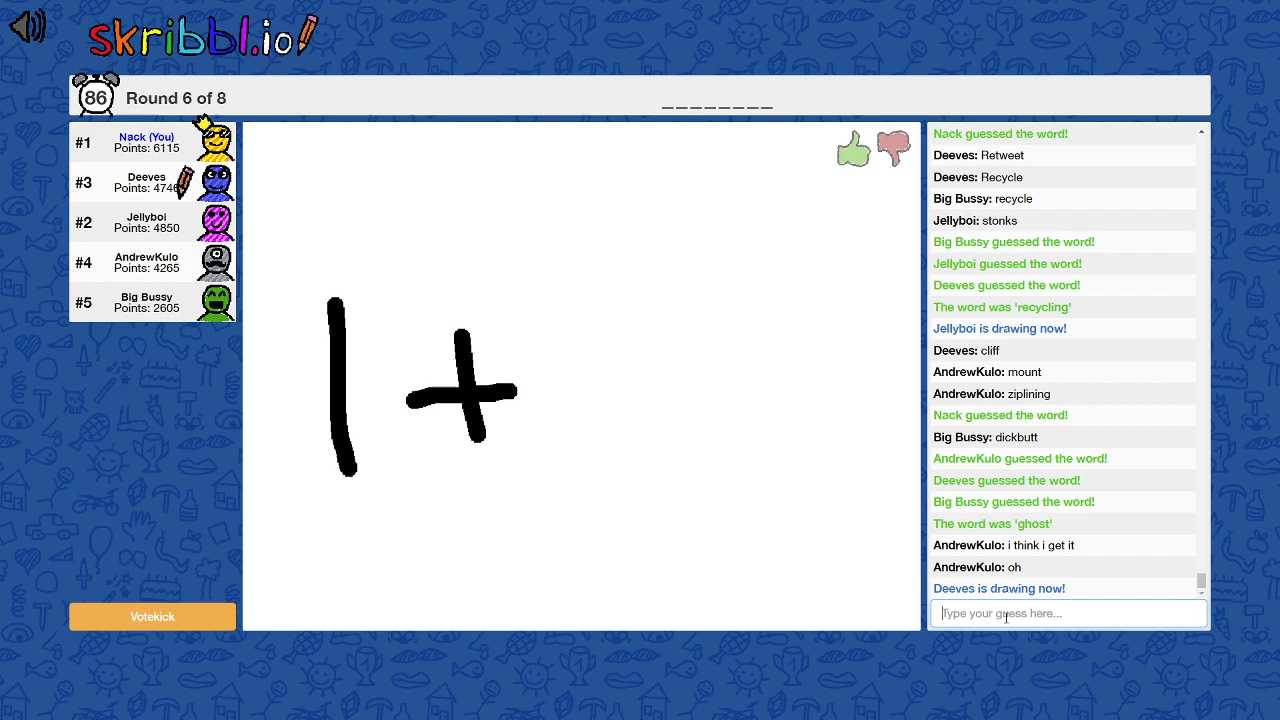 skribbl.io
86
Round 6 of 8
________
#1
Nack (You)
Points: 6115
#3
Deeves
Points: 4746
#2
Jellyboi
Points: 4850
#4
AndrewKulo
Points: 4265
#5
Big Bussy
Points: 2605
Votekick
1 +
Nack guessed the word!
Deeves: Retweet
Deeves: Recycle
Big Bussy: recycle
Jellyboi: stonks
Big Bussy guessed the word!
Jellyboi guessed the word!
Deeves guessed the word!
The word was 'recycling'
Jellyboi is drawing now!
Deeves: cliff
AndrewKulo: mount
AndrewKulo: ziplining
Nack guessed the word!
Big Bussy: dickbutt
AndrewKulo guessed the word!
Deeves guessed the word!
Big Bussy guessed the word!
The word was 'ghost'
AndrewKulo: i think i get it
AndrewKulo: oh
Deeves is drawing now!
Type your guess here...